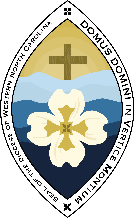 DOMUS DOMINI IN VERTICE MONTIUM
SEAL OF THE DIOCESE OF WESTERN NORTH CAROLINA